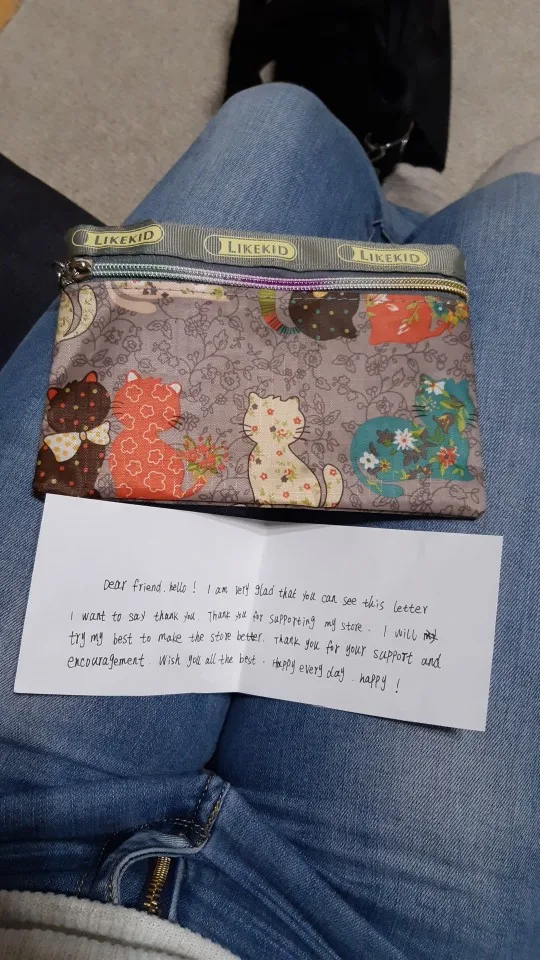 LIKEKID LIKEKID LIKEKID
Dear friend. hello! I am very glad that you can see this letter
I want to say thank you. Thank you for supporting my store. I will
try my best to make the store better. Thank you for your support and
encouragement. Wish you all the best. Happy every day. happy!